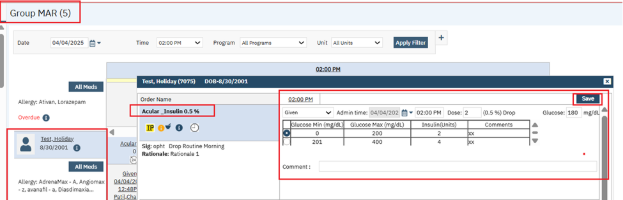 Group MAR (5)
Date 04/04/2025 Time 02:00 PM Program All Programs Unit All Units Apply Filter +
02:00 PM
All Meds
Allergy: Ativan, Lorazepam
Overdue
Test, Holiday
8/30/2001
All Meds
Allergy: AdrenaMax - A, Angiomax
- z, avanafil - a, Diasdimaxia...
Acular
Given
04/04/2
12:48P
Patil,Cha
Test, Holiday (7075) DOB-8/30/2001
Order Name
Acular _Insulin 0.5 %
IP
Sig: opht Drop Routine Morning
Rationale: Rationale 1
02:00 PM Save
Given Admin time: 04/04/202 02:00 PM Dose: 2 (0.5 %) Drop Glucose: 180 mg/dL
Glucose Min (mg/dL) Glucose Max (mg/dL) Insulin(Units) Comments
0 200 2 xx
201 400 4 xx
Comment :